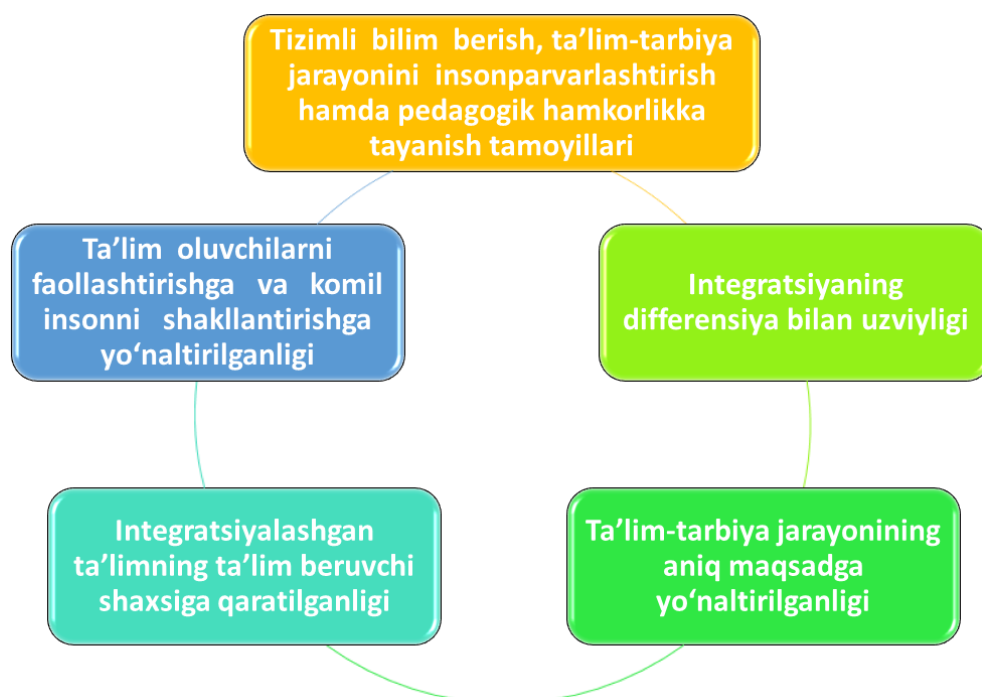 Tizimli bilim berish, ta’lim-tarbiya
jarayonini insonparvarlashtirish
hamda pedagogik hamkorlikka
tayanish tamoyillari
Ta’lim oluvchilarni
faollashtirishga va komil
insonni shakllantirishga
yo‘naltirilganligi
Integratsiyaning
differensiya bilan uzviyligi
Integratsiyalashgan
ta’limning ta’lim beruvchi
shaxsiga qaratilganligi
Ta’lim-tarbiya jarayonining
aniq maqsadga
yo‘naltirilganligi